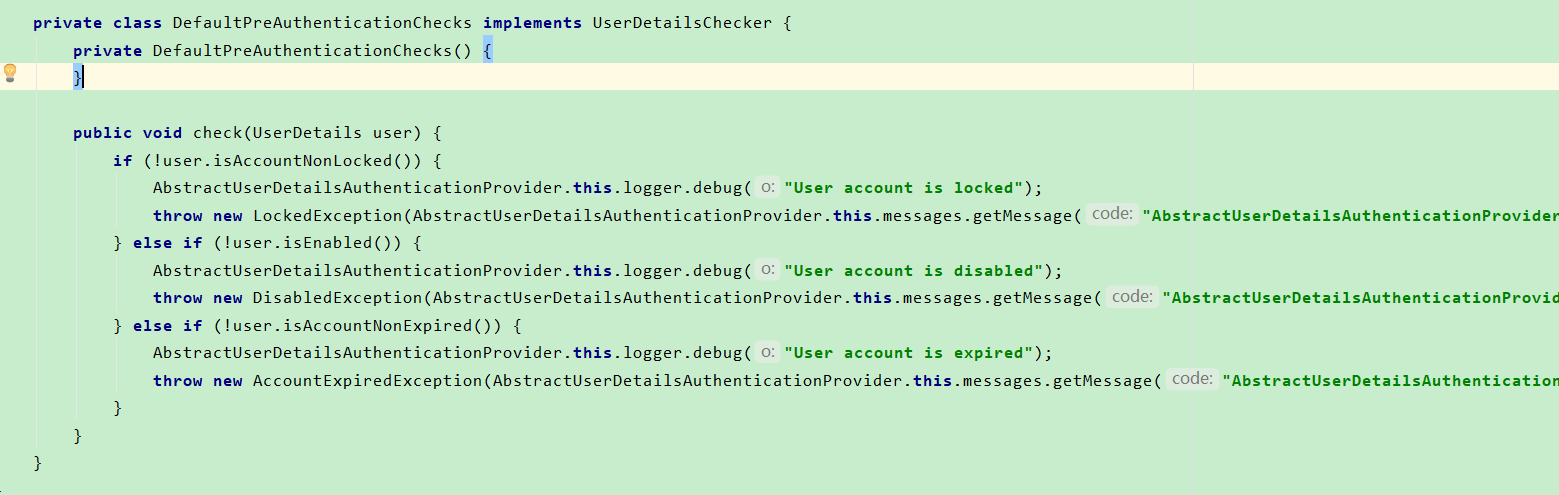 private class DefaultPreAuthenticationChecks implements UserDetailsChecker {
private DefaultPreAuthenticationChecks() {
}
public void check(UserDetails user) {
if (!user.isAccountNonLocked()) {
AbstractUserDetailsAuthenticationProvider.this.logger.debug( o: "User account is locked");
throw new LockedException(AbstractUserDetailsAuthenticationProvider.this.messages.getMessage( code: "AbstractUserDetailsAuthenticationProvider
} else if (!user.isEnabled()) {
AbstractUserDetailsAuthenticationProvider.this.logger.debug( o: "User account is disabled");
throw new DisabledException(AbstractUserDetailsAuthenticationProvider.this.messages.getMessage( code: "AbstractUserDetailsAuthenticationProvid
} else if (!user.isAccountNonExpired()) {
AbstractUserDetailsAuthenticationProvider.this.logger.debug( o: "User account is expired");
throw new AccountExpiredException(AbstractUserDetailsAuthenticationProvider.this.messages.getMessage( code: "AbstractUserDetailsAuthentication
}
}
}